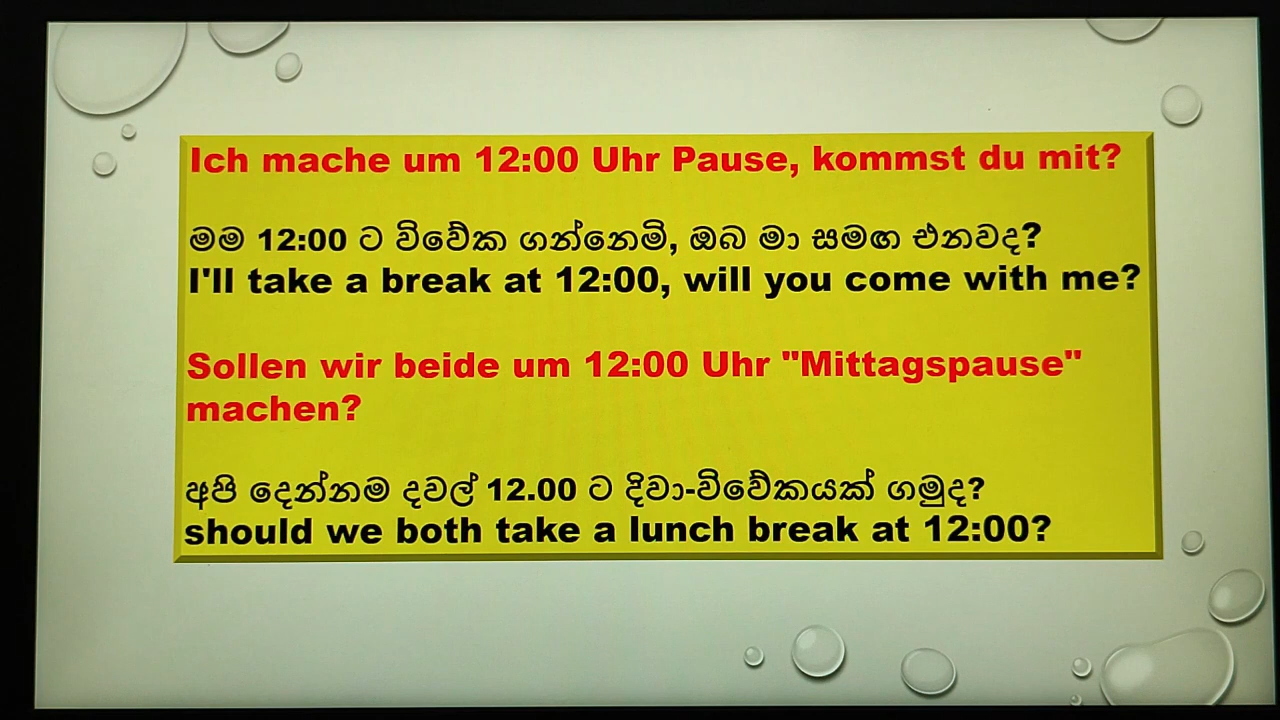 Ich mache um 12:00 Uhr Pause, kommst du mit?
මම 12:00 ට විවේක ගන්නෙමි, ඔබ මා සමඟ එනවද?
I'll take a break at 12:00, will you come with me?
Sollen wir beide um 12:00 Uhr "Mittagspause"
machen?
අපි දෙන්නම දවල් 12.00 ට දිවා-විවේකයක් ගමුද?
should we both take a lunch break at 12:00?